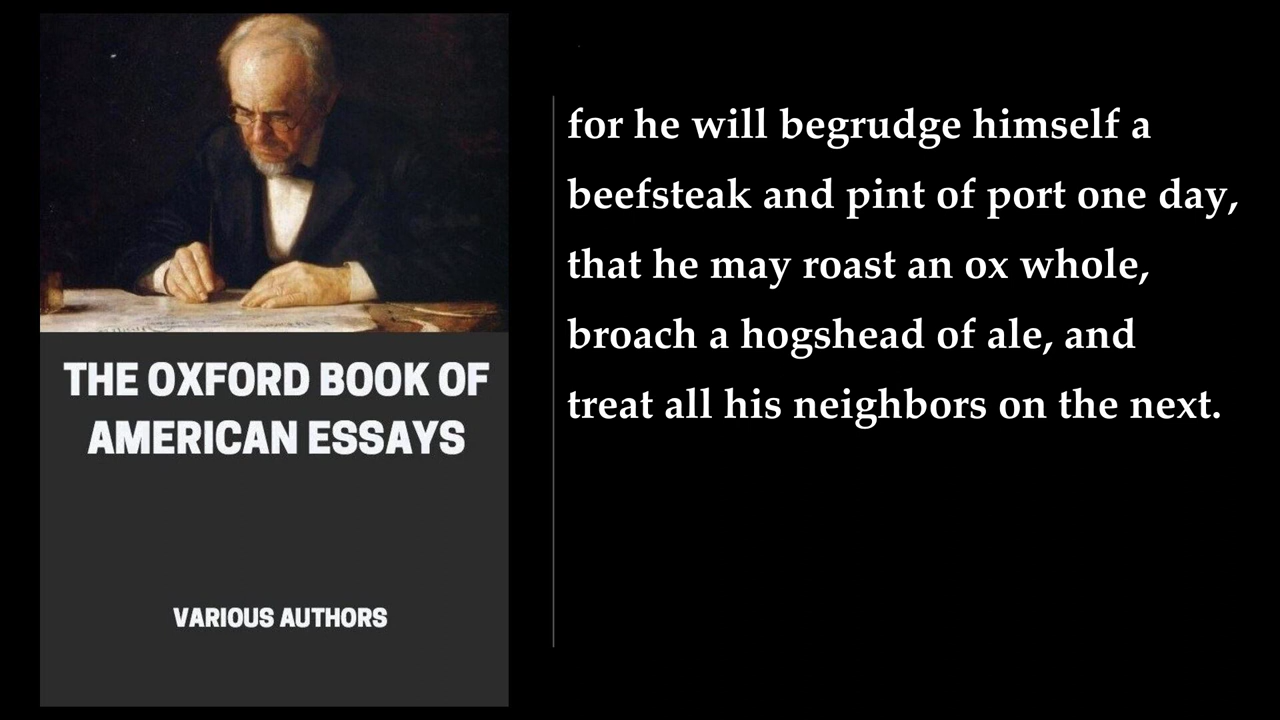 THE OXFORD BOOK OF
AMERICAN ESSAYS
VARIOUS AUTHORS
for he will begrudge himself a
beefsteak and pint of port one day,
that he may roast an ox whole,
broach a hogshead of ale, and
treat all his neighbors on the next.